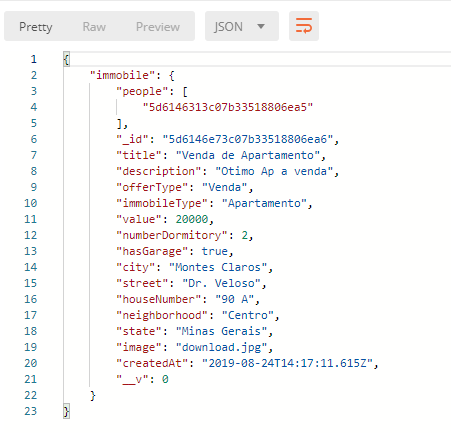 Pretty Raw Preview JSON
1 {
2 "immobile": {
3 "people": [
4 "5d6146313c07b33518806ea5"
5 ],
6 "_id": "5d6146e73c07b33518806ea6",
7 "title": "Venda de Apartamento",
8 "description": "Otimo Ap a venda",
9 "offerType": "Venda",
10 "immobileType": "Apartamento",
11 "value": 20000,
12 "numberDormitory": 2,
13 "hasGarage": true,
14 "city": "Montes Claros",
15 "street": "Dr. Veloso",
16 "houseNumber": "90 A",
17 "neighborhood": "Centro",
18 "state": "Minas Gerais",
19 "image": "download.jpg",
20 "createdAt": "2019-08-24T14:17:11.615Z",
21 "__v": 0
22 }
23 }